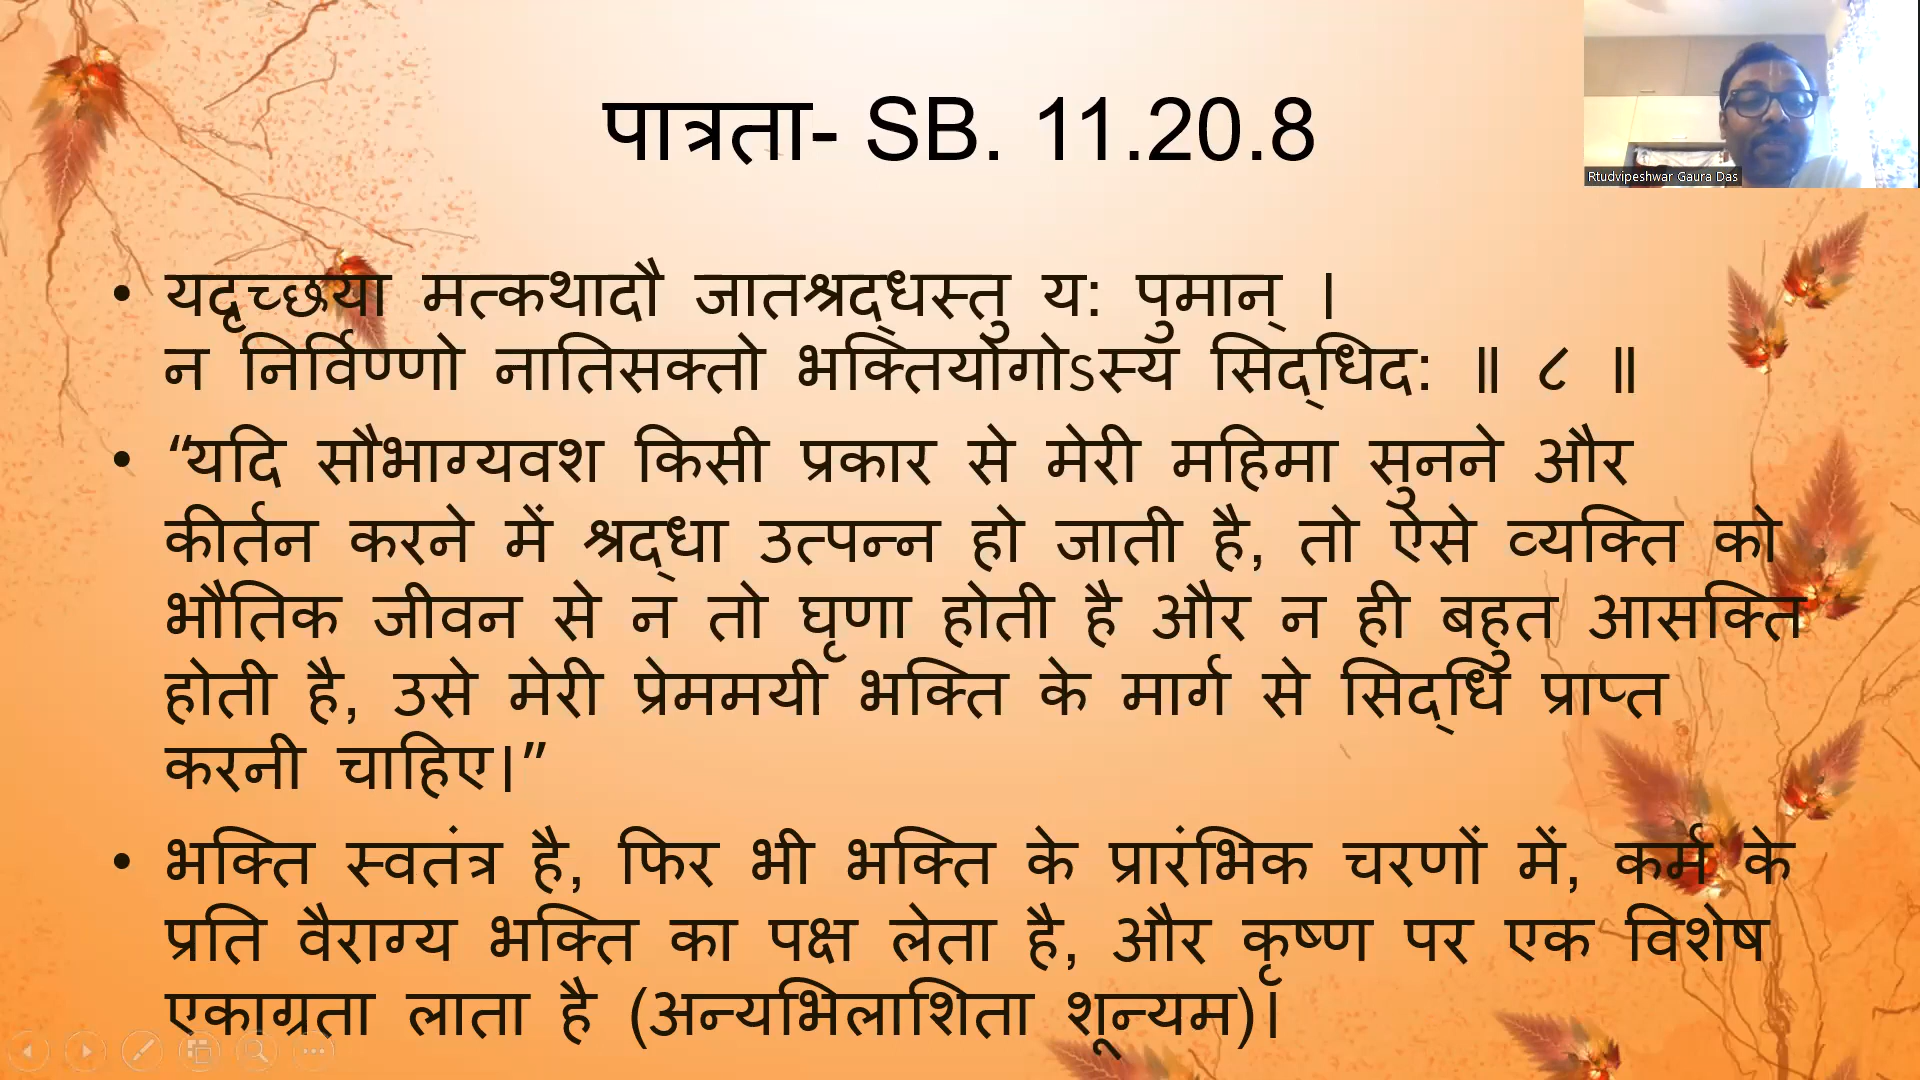 पात्रता- SB. 11.20.8
Rtudvipeshwar Gaura Das
• यदृच्छया मत्कथादौ जातश्रद्धस्तु य: पुमान् ।
न निर्विण्णो नातिसक्तो भक्तियोगोऽस्य सिद्धिद: ॥ ८ ॥
• “यदि सौभाग्यवश किसी प्रकार से मेरी महिमा सुनने और
कीर्तन करने में श्रद्धा उत्पन्न हो जाती है, तो ऐसे व्यक्ति को
भौतिक जीवन से न तो घृणा होती है और न ही बहुत आसक्ति
होती है, उसे मेरी प्रेममयी भक्ति के मार्ग से सिद्धि प्राप्त
करनी चाहिए।”
• भक्ति स्वतंत्र है, फिर भी भक्ति के प्रारंभिक चरणों में, कर्म के
प्रति वैराग्य भक्ति का पक्ष लेता है, और कृष्ण पर एक विशेष
एकाग्रता लाता है (अन्यभिलाशिता शून्यम)।